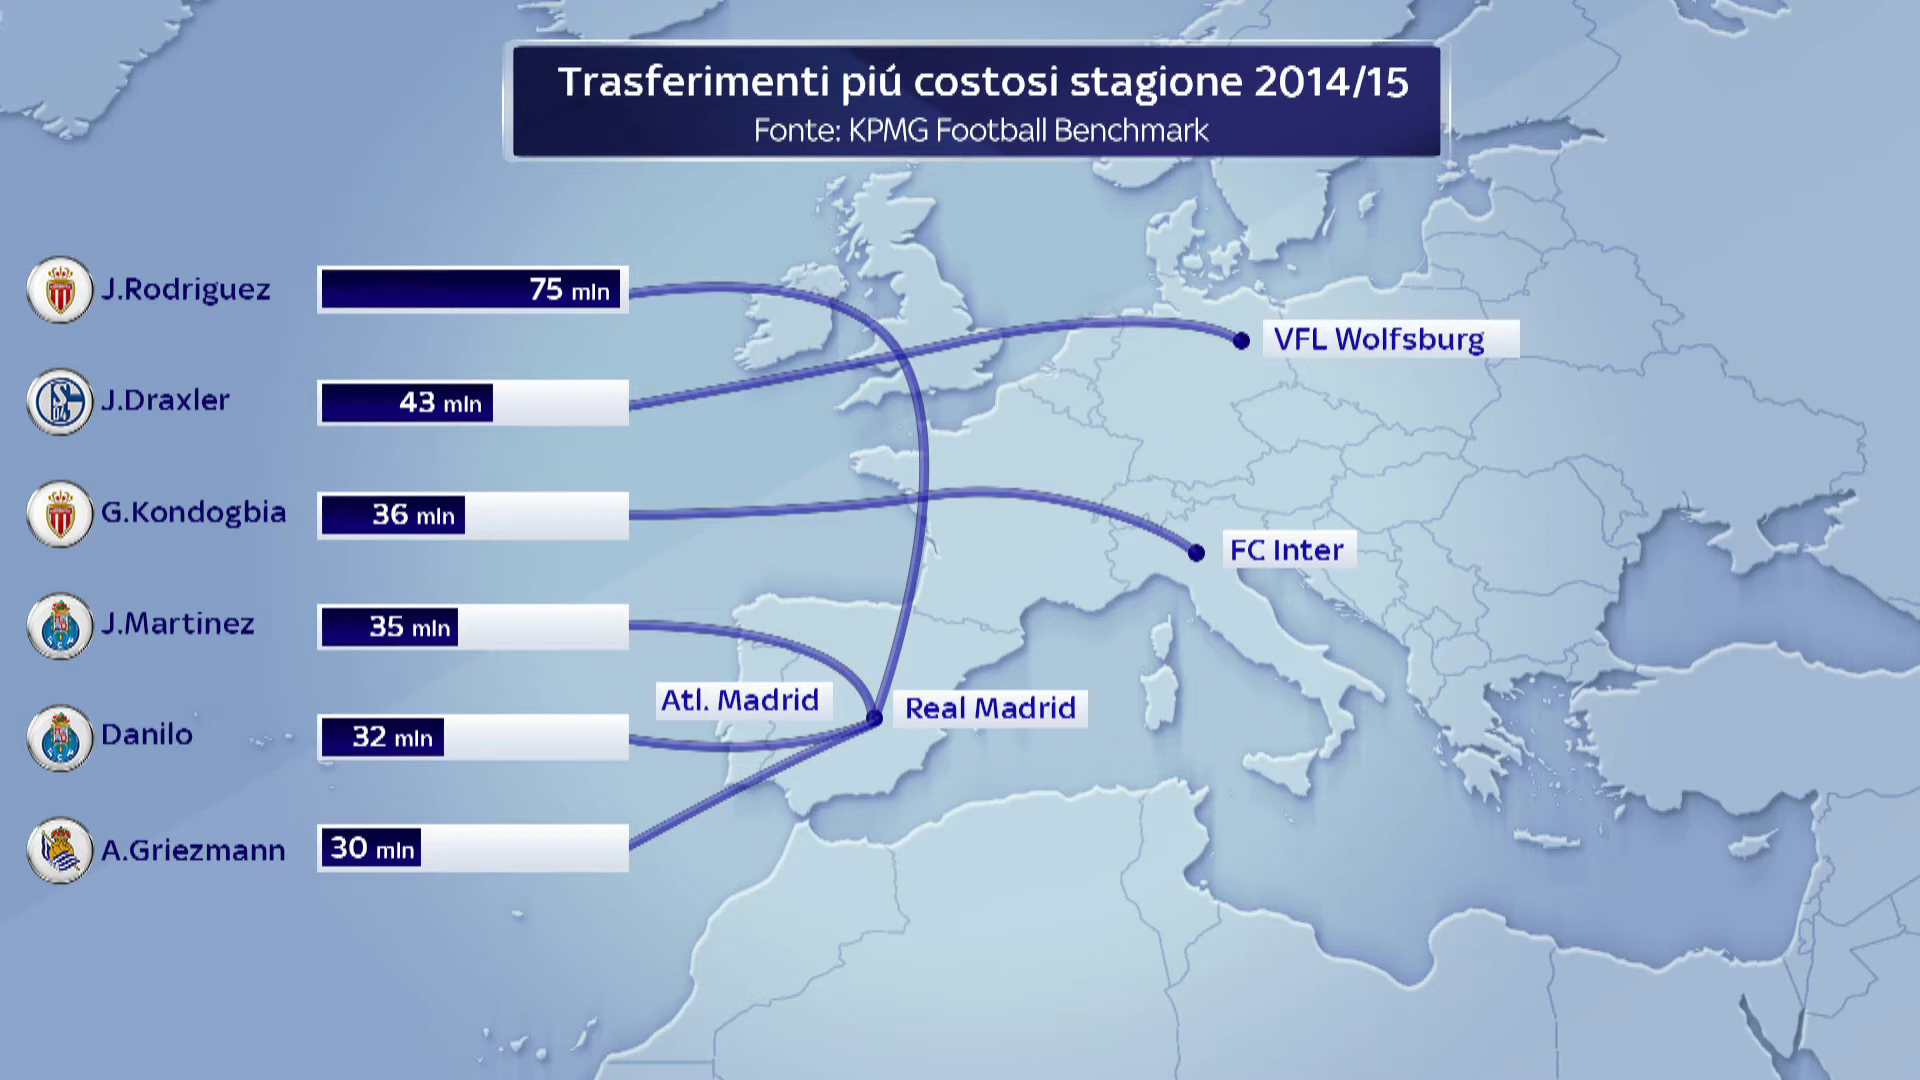 Trasferimenti piú costosi stagione 2014/15
Fonte: KPMG Football Benchmark
J.Rodriguez 75 mln
J.Draxler 43 mln
G.Kondogbia 36 mln
J.Martinez 35 mln
Danilo 32 mln
A.Griezmann 30 mln
VFL Wolfsburg
FC Inter
Atl. Madrid
Real Madrid